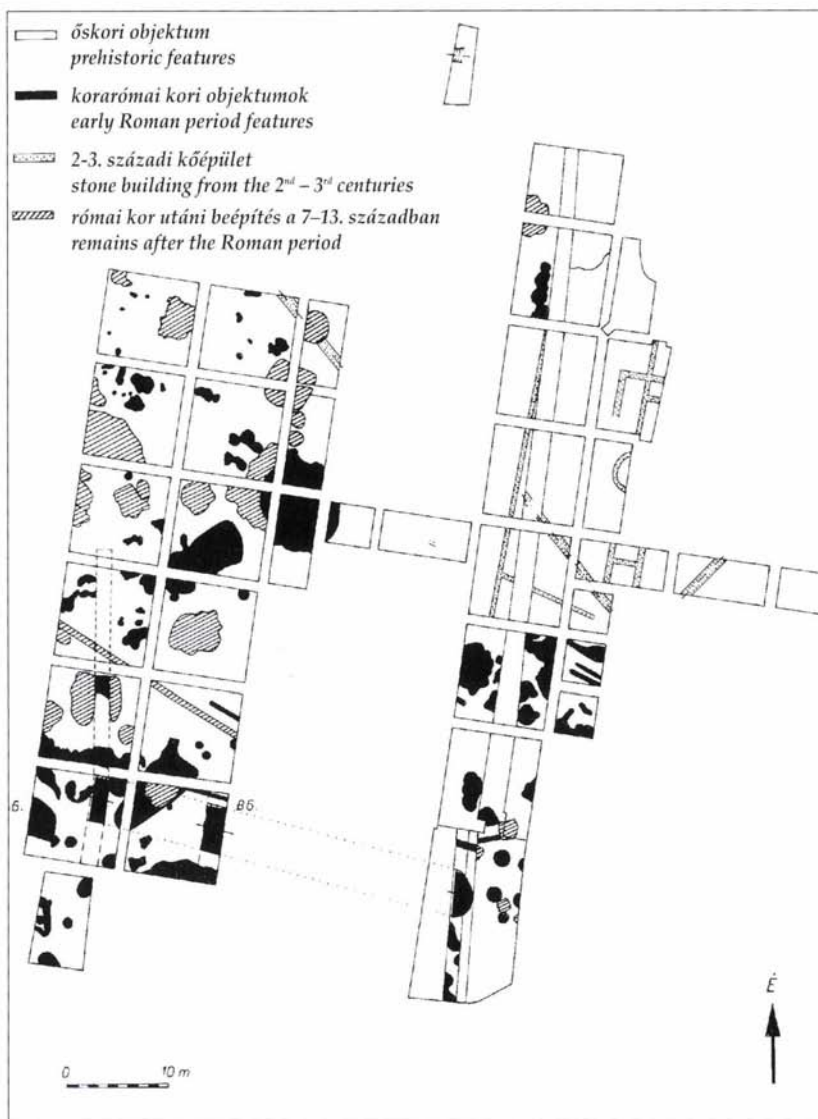 őskori objektum
prehistoric features
korarómai kori objektumok
early Roman period features
2-3. századi kőépület
stone building from the 2nd – 3rd centuries
római kor utáni beépítés a 7–13. században
remains after the Roman period
6.
86.
É
0 10 m